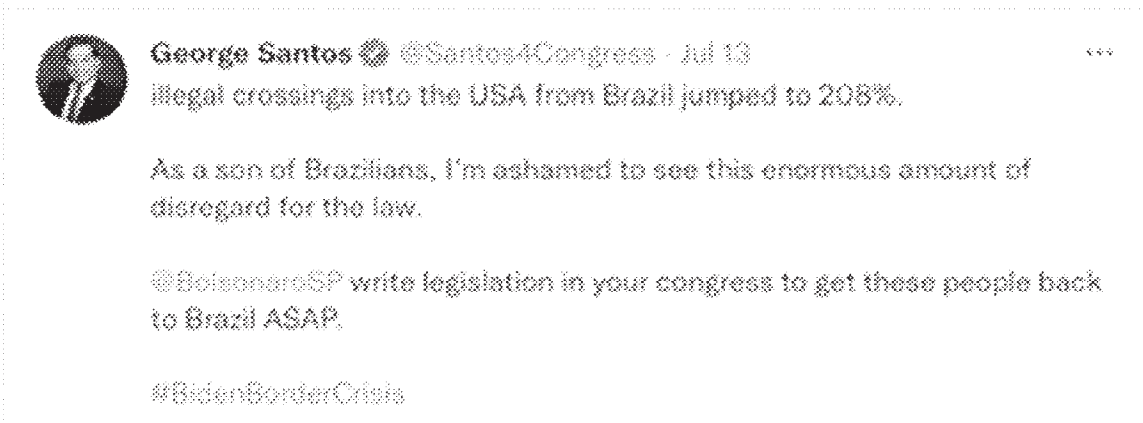 George Santos @Santos4Congress · Jul 13
illegal crossings into the USA from Brazil jumped to 208%.
As a son of Brazilians, I'm ashamed to see this enormous amount of
disregard for the law.
@BolsonaroSP write legislation in your congress to get these people back
to Brazil ASAP.
#BidenBorderCrisis